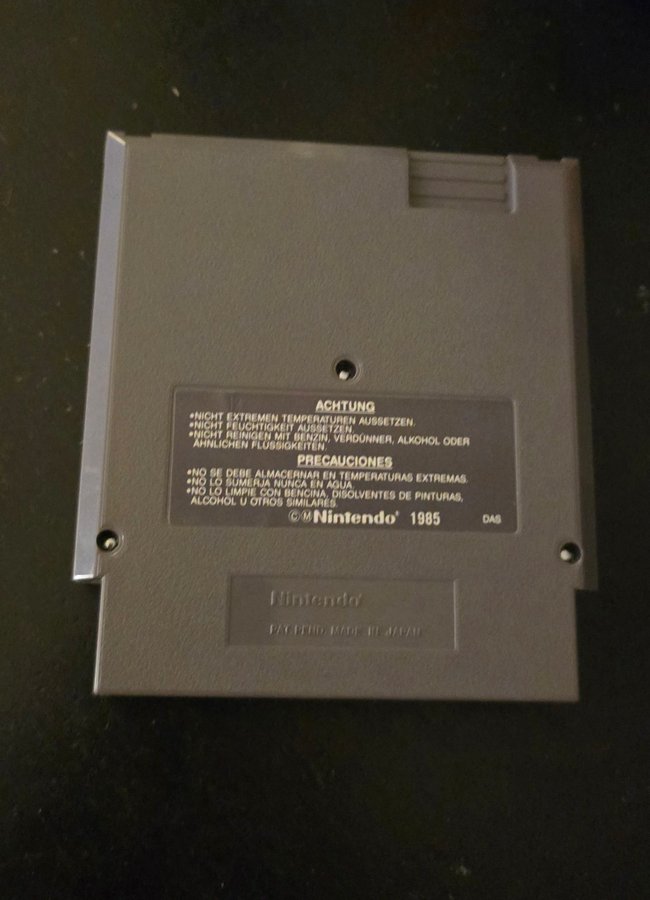 ACHTUNG
•NICHT EXTREMEN TEMPERATUREN AUSSETZEN.
•NICHT FEUCHTIGKEIT AUSSETZEN.
•NICHT REINIGEN MIT BENZIN, VERDÜNNER, ALKOHOL ODER
ÄHNLICHEN FLÜSSIGKEITEN
PRECAUCIONES
•NO SE DEBE ALMACERNAR EN TEMPERATURAS EXTREMAS.
•NO LO SUMERJA NUNCA EN AGUA.
•NO LO LIMPIE CON BENCINA, DISOLVENTES DE PINTURAS,
ALCOHOL U OTROS SIMILARES.
©Ⓜ Nintendo® 1985 DAS
Nintendo®
PAT. PEND. MADE IN JAPAN